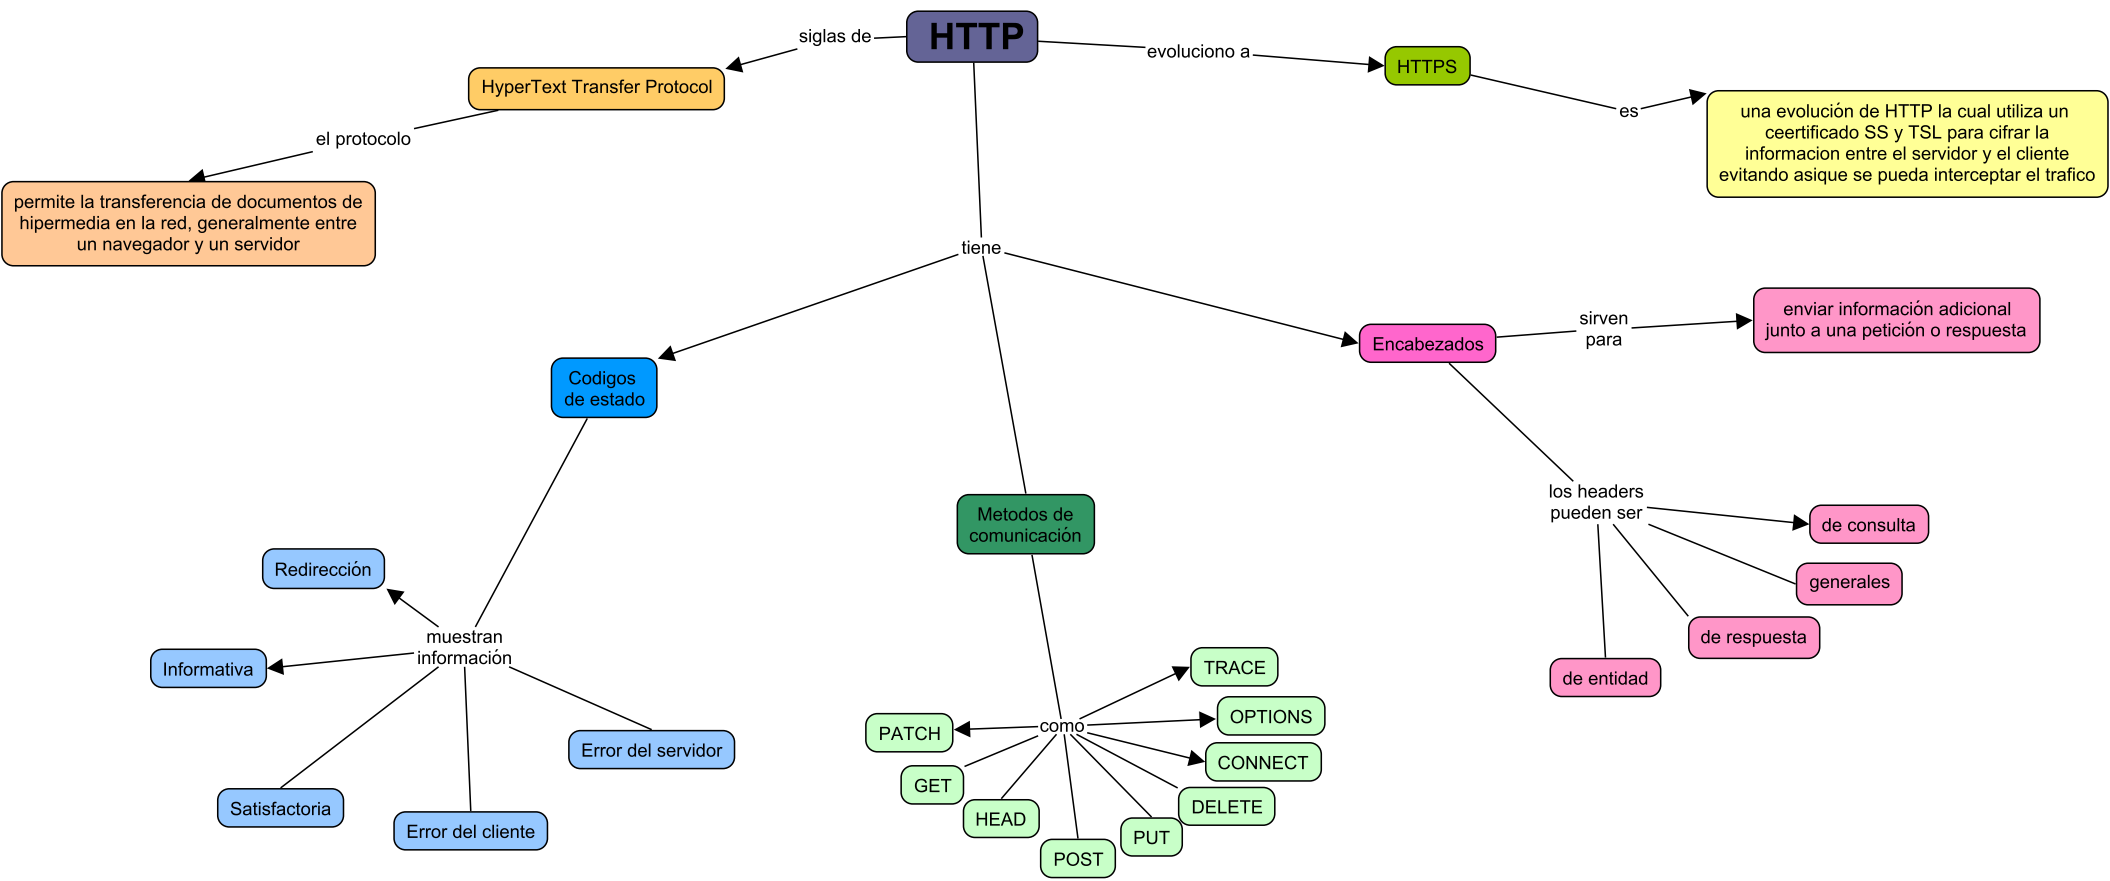 HTTP
siglas de
evoluciono a
HTTPS
HyperText Transfer Protocol
es
una evolución de HTTP la cual utiliza un
ceertificado SS y TSL para cifrar la
informacion entre el servidor y el cliente
evitando asique se pueda interceptar el trafico
el protocolo
permite la transferencia de documentos de
hipermedia en la red, generalmente entre
un navegador y un servidor
tiene
Encabezados
sirven
para
enviar información adicional
junto a una petición o respuesta
Codigos
de estado
los headers
pueden ser
de consulta
generales
de respuesta
de entidad
Metodos de
comunicación
Redirección
muestran
información
Informativa
Satisfactoria
Error del cliente
Error del servidor
como
TRACE
OPTIONS
CONNECT
DELETE
PUT
POST
HEAD
GET
PATCH